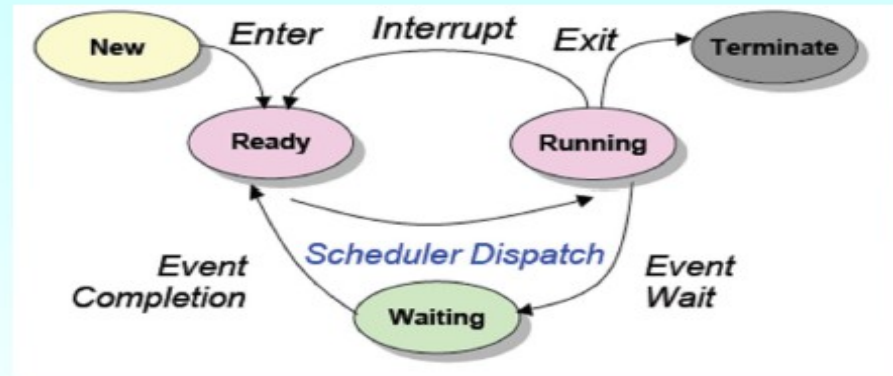 New
Enter
Interrupt
Exit
Terminate
Ready
Running
Scheduler Dispatch
Event
Completion
Event
Wait
Waiting